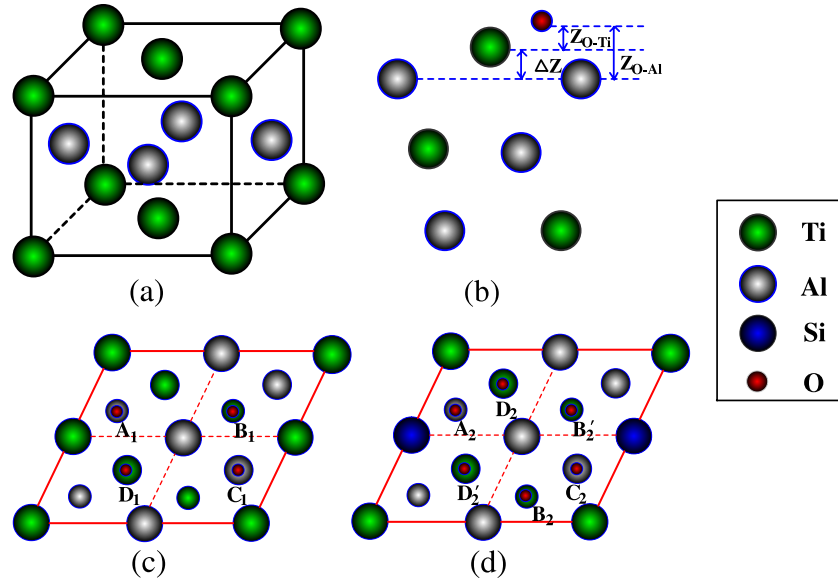 Z_O-Ti
ΔZ
Z_O-Al
(a)
(b)
Ti
Al
Si
O
A₁
B₁
D₁
C₁
(c)
D₂
A₂
B₂′
D₂′
C₂
B₂
(d)